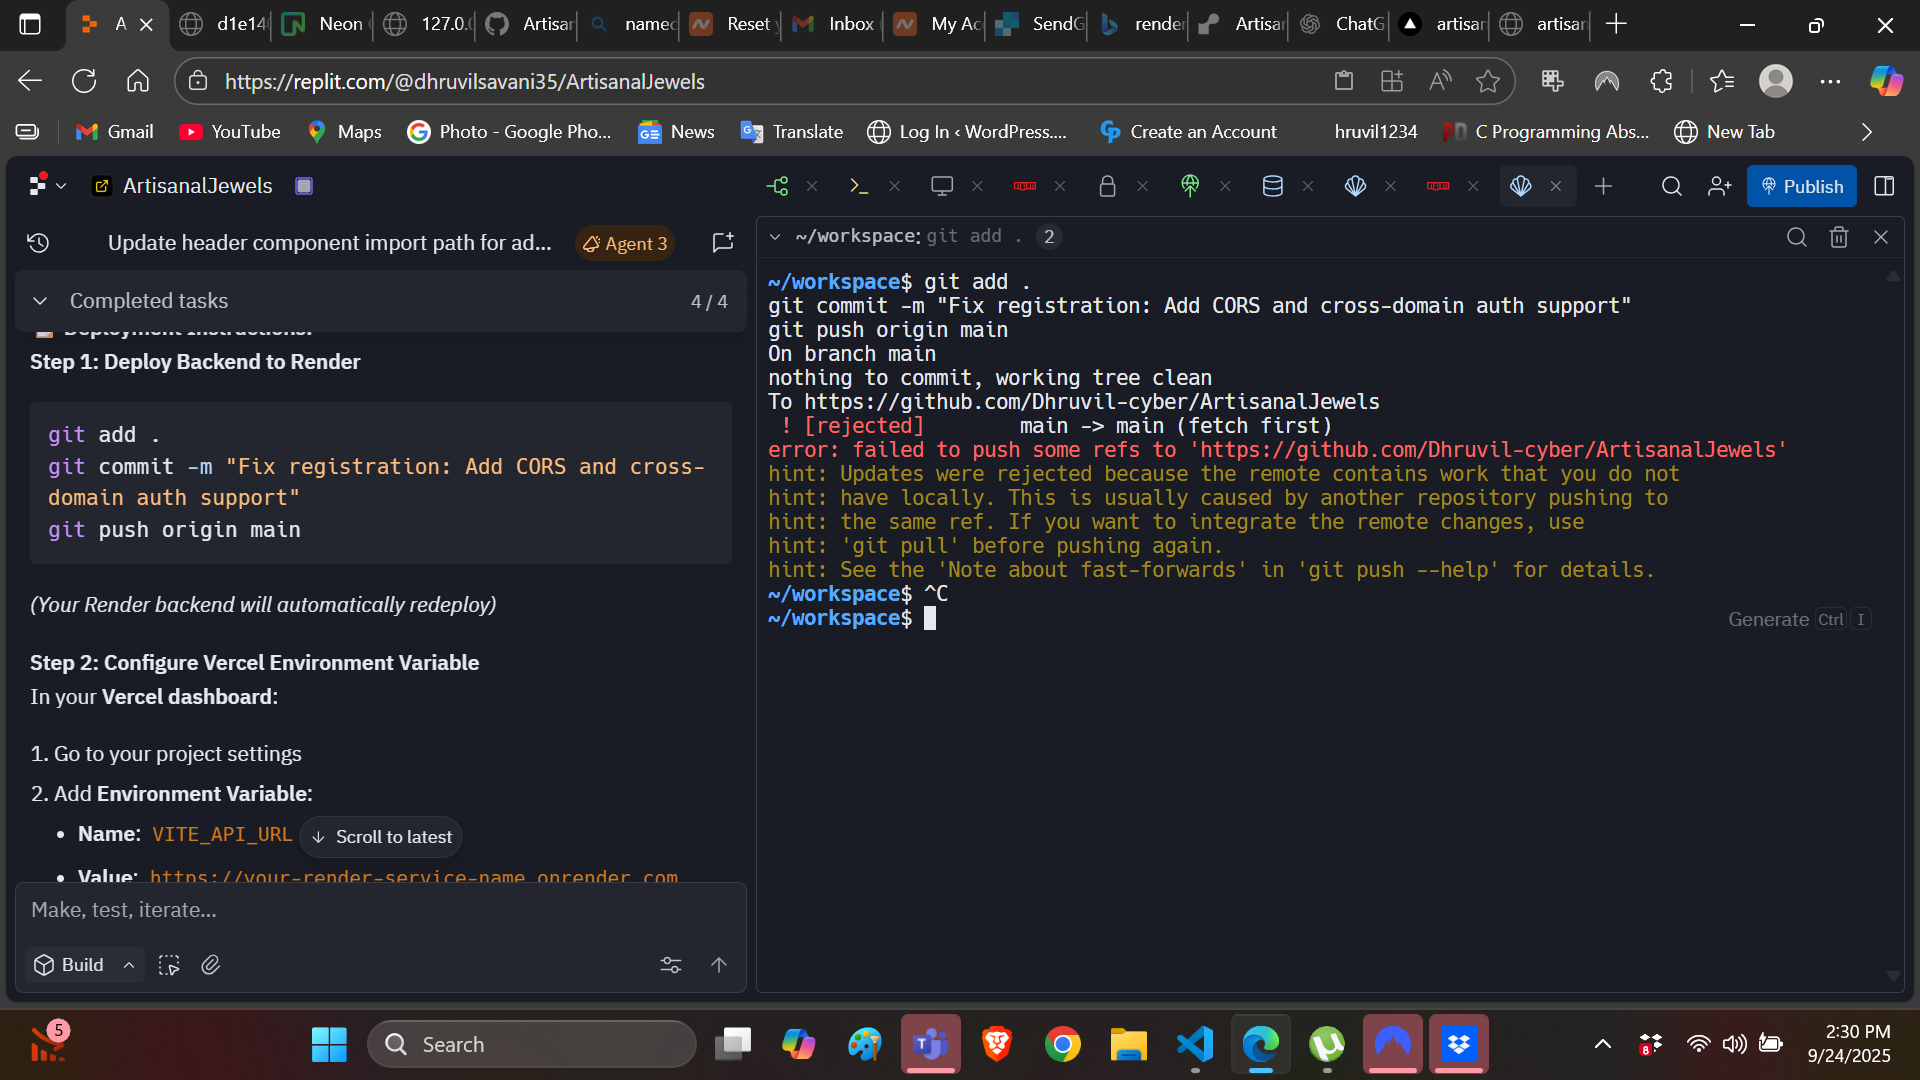 A
d1e14
Neon
127.0.
Artisar
namec
Reset y
Inbox
My Ac
SendG
render
Artisar
ChatG
artisar
artisar
https://replit.com/@dhruvilsavani35/ArtisanalJewels
Gmail
YouTube
Maps
Photo - Google Pho...
News
Translate
Log In ‹ WordPress....
Create an Account
hruvil1234
C Programming Abs...
New Tab
ArtisanalJewels
Publish
Update header component import path for ad...
Agent 3
Completed tasks
4 / 4
Deployment Instructions:
Step 1: Deploy Backend to Render
git add .
git commit -m "Fix registration: Add CORS and cross-
domain auth support"
git push origin main
(Your Render backend will automatically redeploy)
Step 2: Configure Vercel Environment Variable
In your Vercel dashboard:
1. Go to your project settings
2. Add Environment Variable:
• Name: VITE_API_URL
Scroll to latest
• Value: https://your-render-service-name.onrender.com
Make, test, iterate...
Build
~/workspace: git add . 2
~/workspace$ git add .
git commit -m "Fix registration: Add CORS and cross-domain auth support"
git push origin main
On branch main
nothing to commit, working tree clean
To https://github.com/Dhruvil-cyber/ArtisanalJewels
! [rejected] main -> main (fetch first)
error: failed to push some refs to 'https://github.com/Dhruvil-cyber/ArtisanalJewels'
hint: Updates were rejected because the remote contains work that you do not
hint: have locally. This is usually caused by another repository pushing to
hint: the same ref. If you want to integrate the remote changes, use
hint: 'git pull' before pushing again.
hint: See the 'Note about fast-forwards' in 'git push --help' for details.
~/workspace$ ^C
~/workspace$
Generate Ctrl I
5
Search
8
2:30 PM
9/24/2025